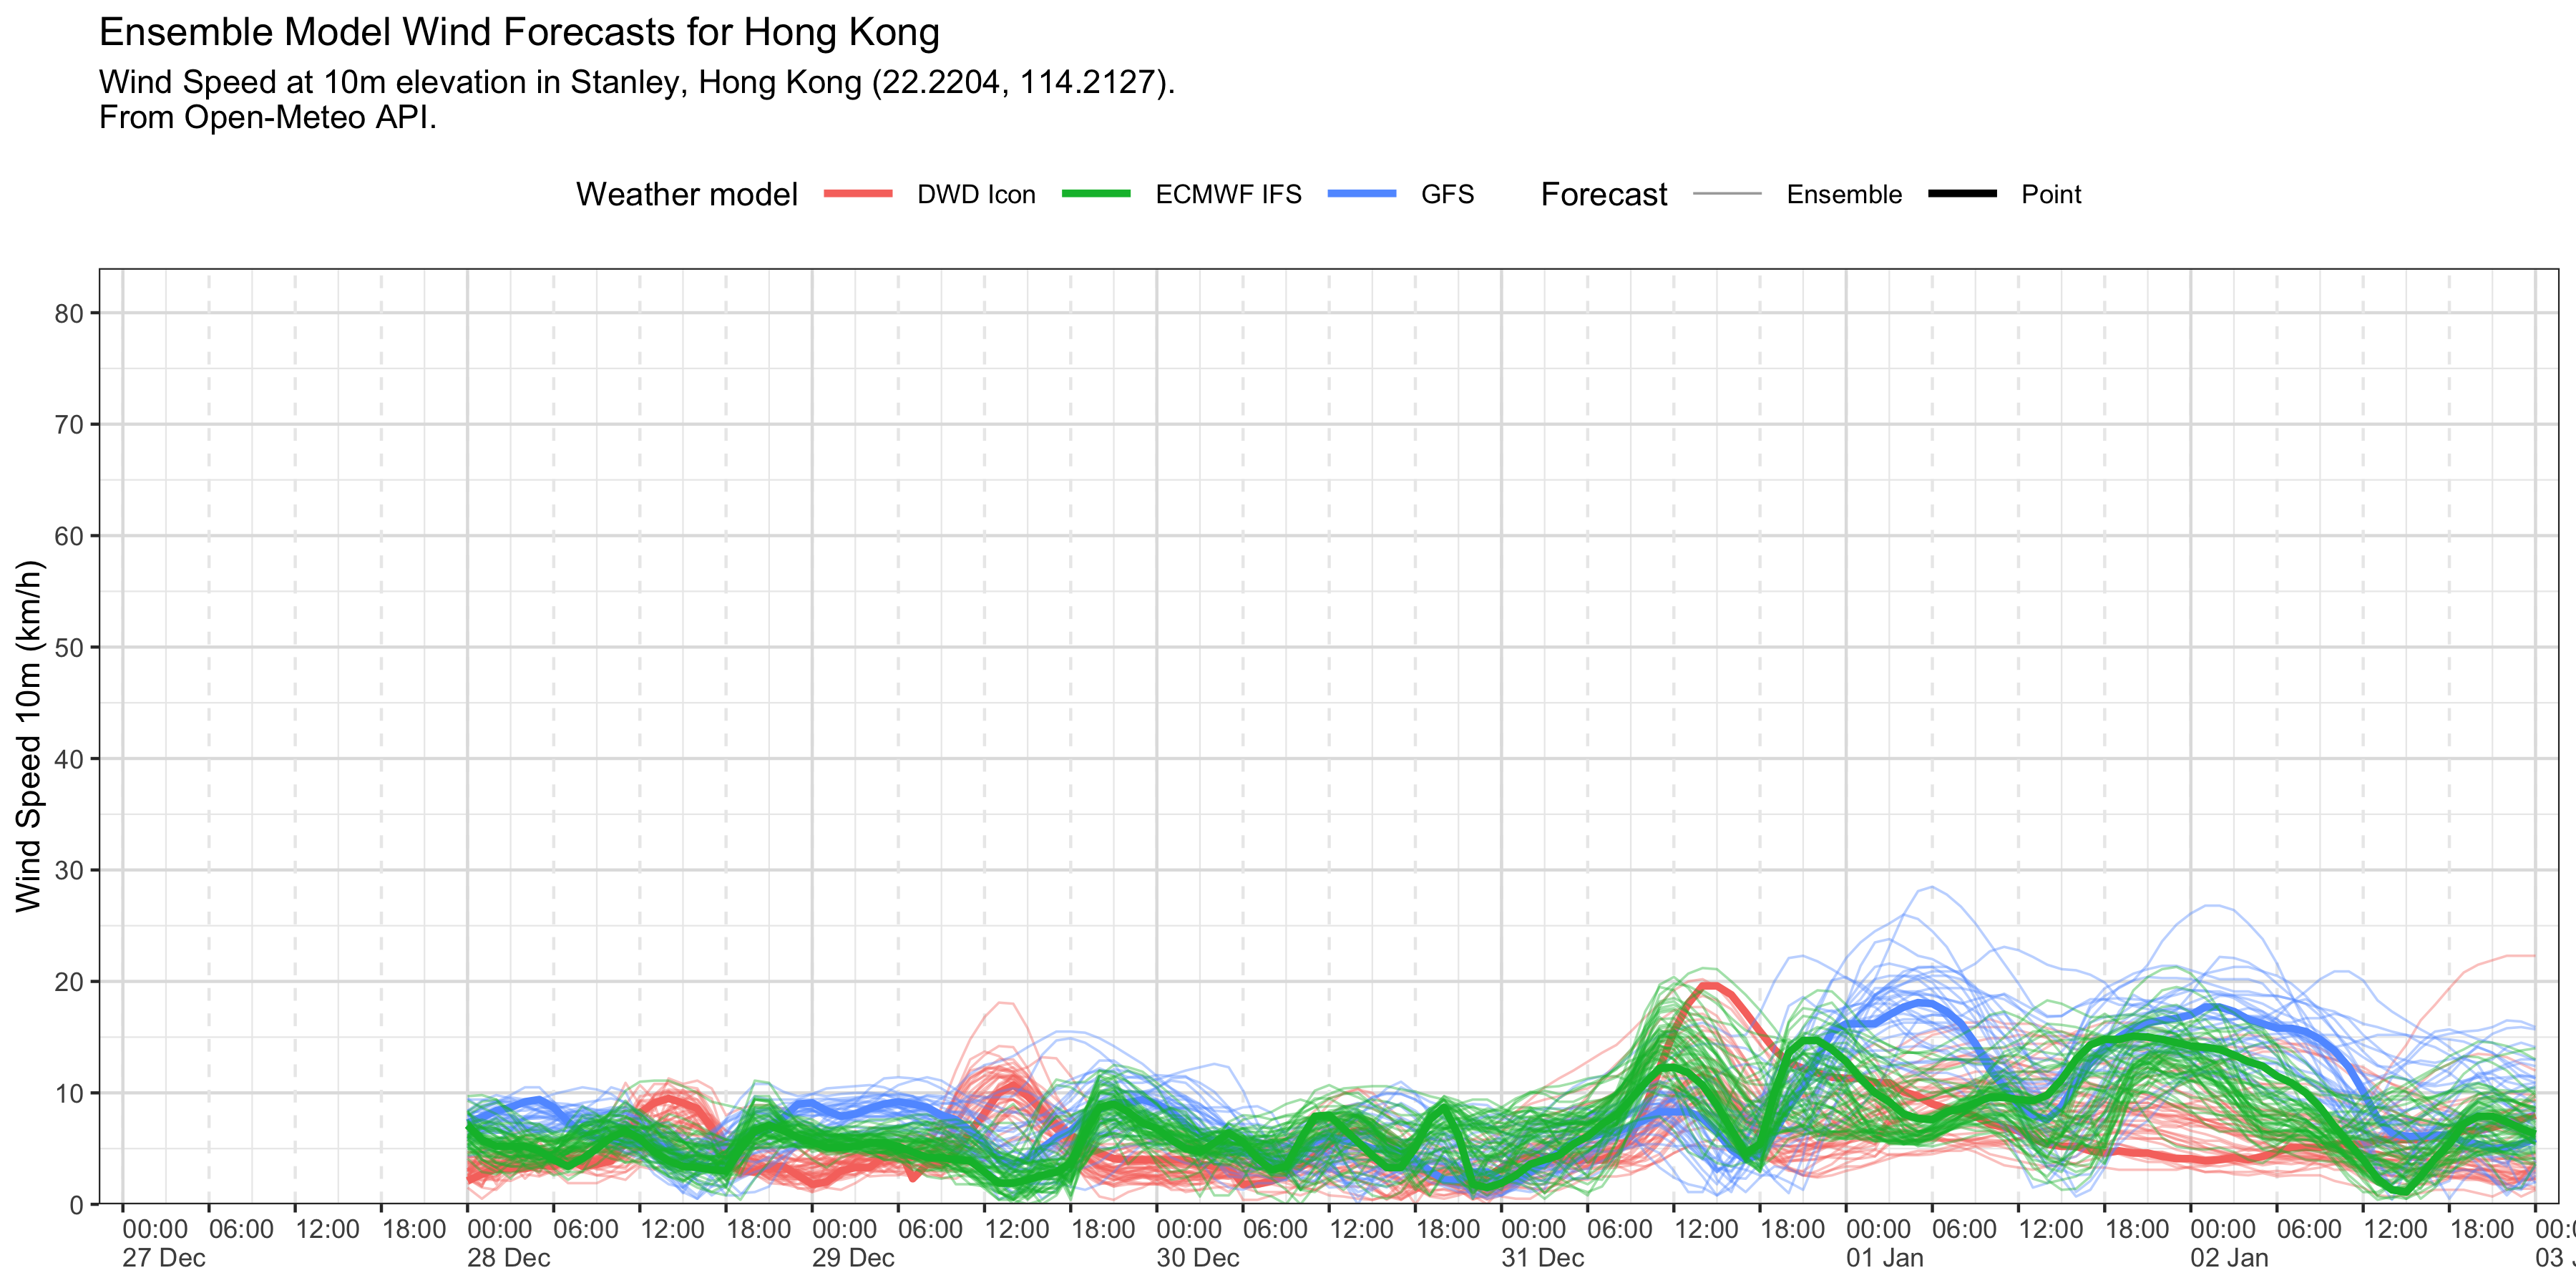 Ensemble Model Wind Forecasts for Hong Kong
Wind Speed at 10m elevation in Stanley, Hong Kong (22.2204, 114.2127).
From Open-Meteo API.
Weather model DWD Icon ECMWF IFS GFS Forecast Ensemble Point
Wind Speed 10m (km/h)
80
70
60
50
40
30
20
10
0
00:00 06:00 12:00 18:00 00:00 06:00 12:00 18:00 00:00 06:00 12:00 18:00 00:00 06:00 12:00 18:00 00:00 06:00 12:00 18:00 00:00 06:00 12:00 18:00 00:00 06:00 12:00 18:00
27 Dec 28 Dec 29 Dec 30 Dec 31 Dec 01 Jan 02 Jan 03